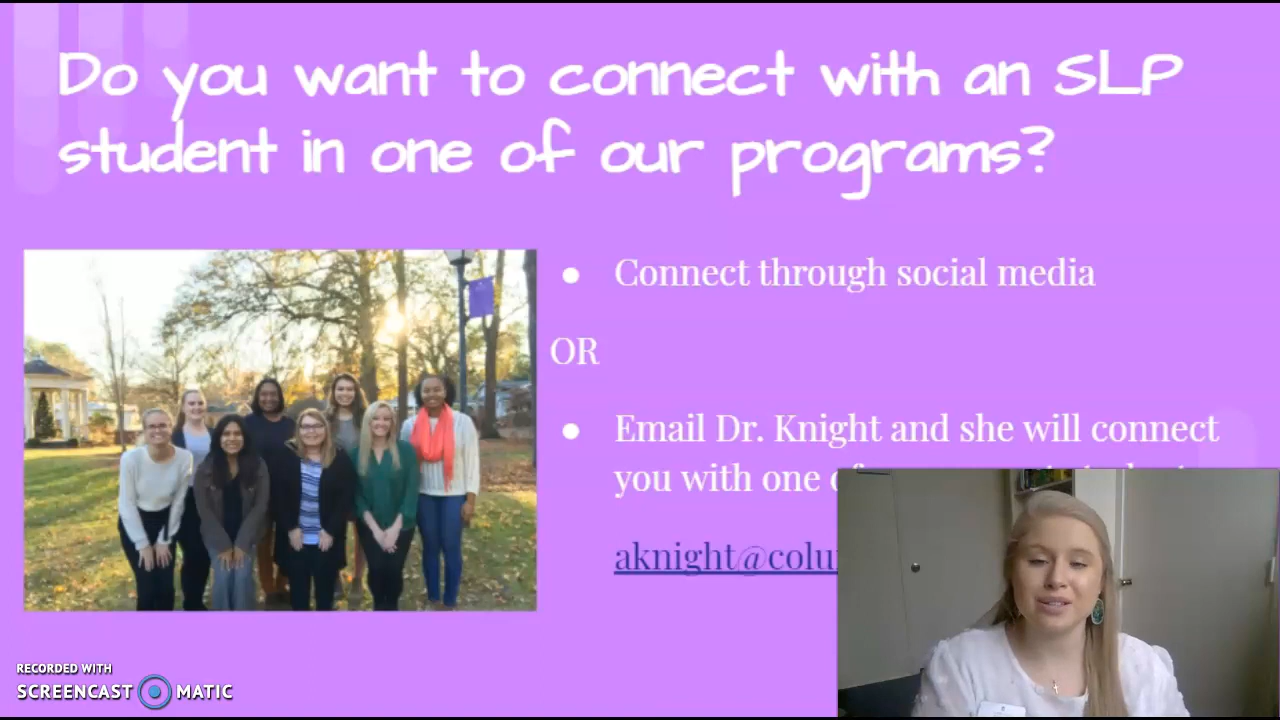 Do you want to connect with an SLP
student in one of our programs?
● Connect through social media
OR
● Email Dr. Knight and she will connect
you with one
aknight@colu
RECORDED WITH
SCREENCAST MATIC